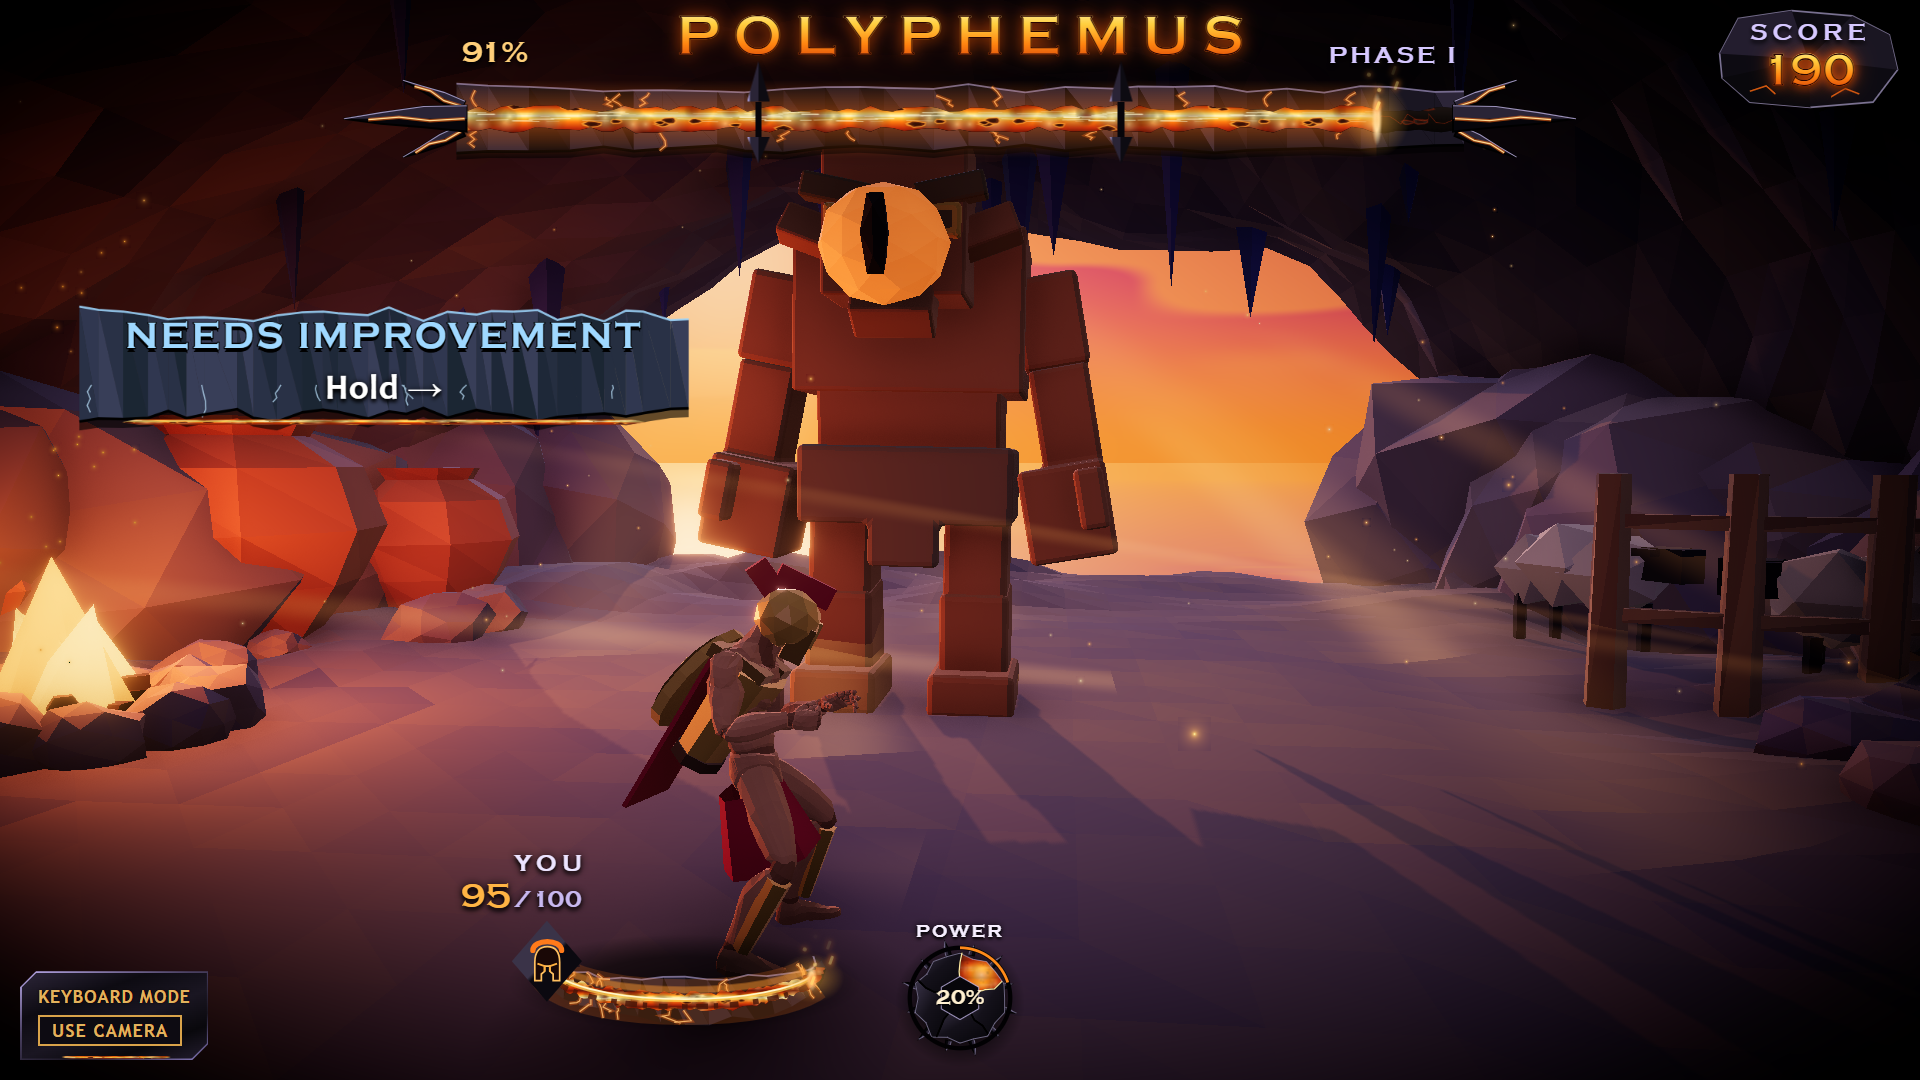 POLYPHEMUS
91%
PHASE I
SCORE
190
NEEDS IMPROVEMENT
Hold →
YOU
95/100
POWER
20%
KEYBOARD MODE
USE CAMERA